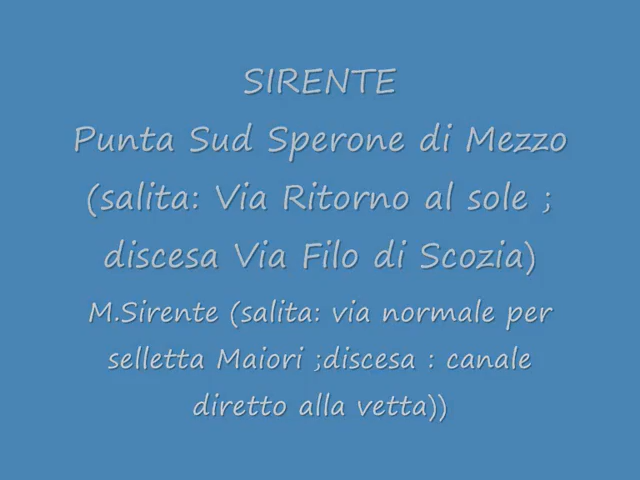 SIRENTE
Punta Sud Sperone di Mezzo
(salita: Via Ritorno al sole ;
discesa Via Filo di Scozia)
M.Sirente (salita: via normale per
selletta Maiori ;discesa : canale
diretto alla vetta))